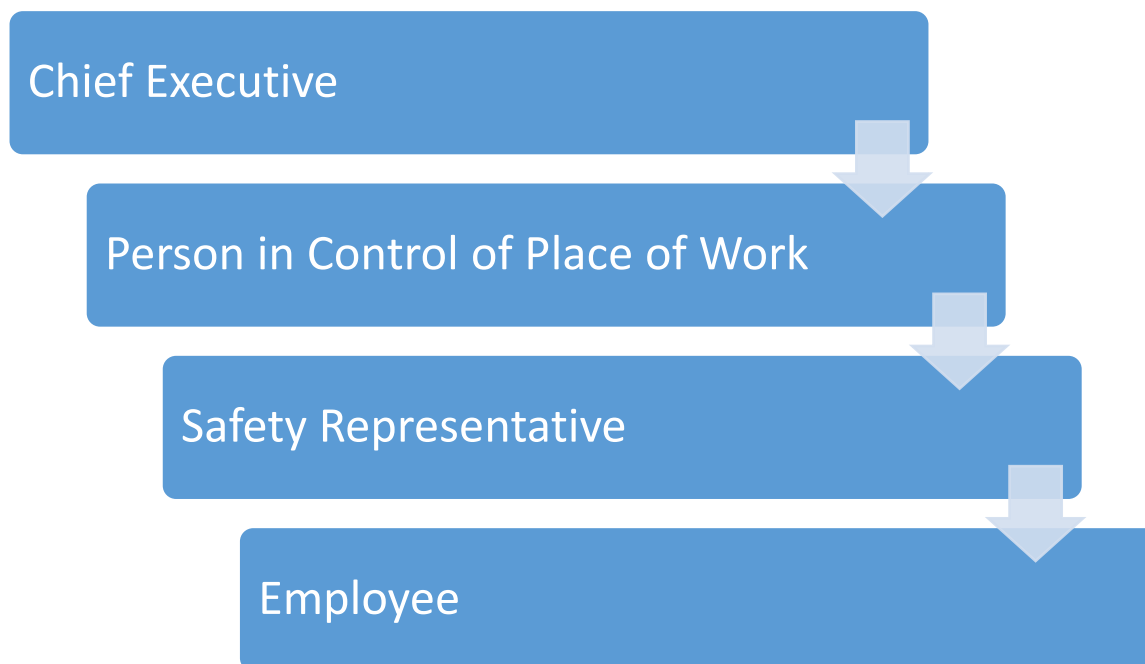 Chief Executive
Person in Control of Place of Work
Safety Representative
Employee